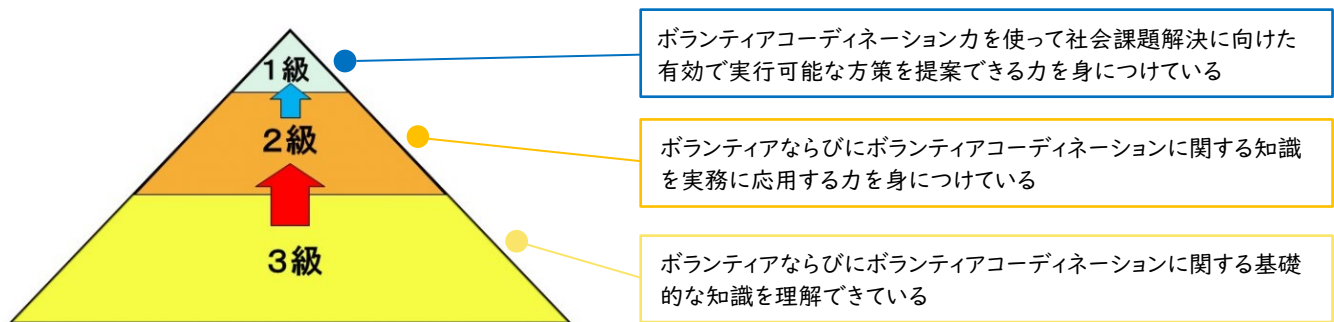 1級
ボランティアコーディネーション力を使って社会課題解決に向けた
有効で実行可能な方策を提案できる力を身につけている
2級
ボランティアならびにボランティアコーディネーションに関する知識
を実務に応用する力を身につけている
3級
ボランティアならびにボランティアコーディネーションに関する基礎
的な知識を理解できている